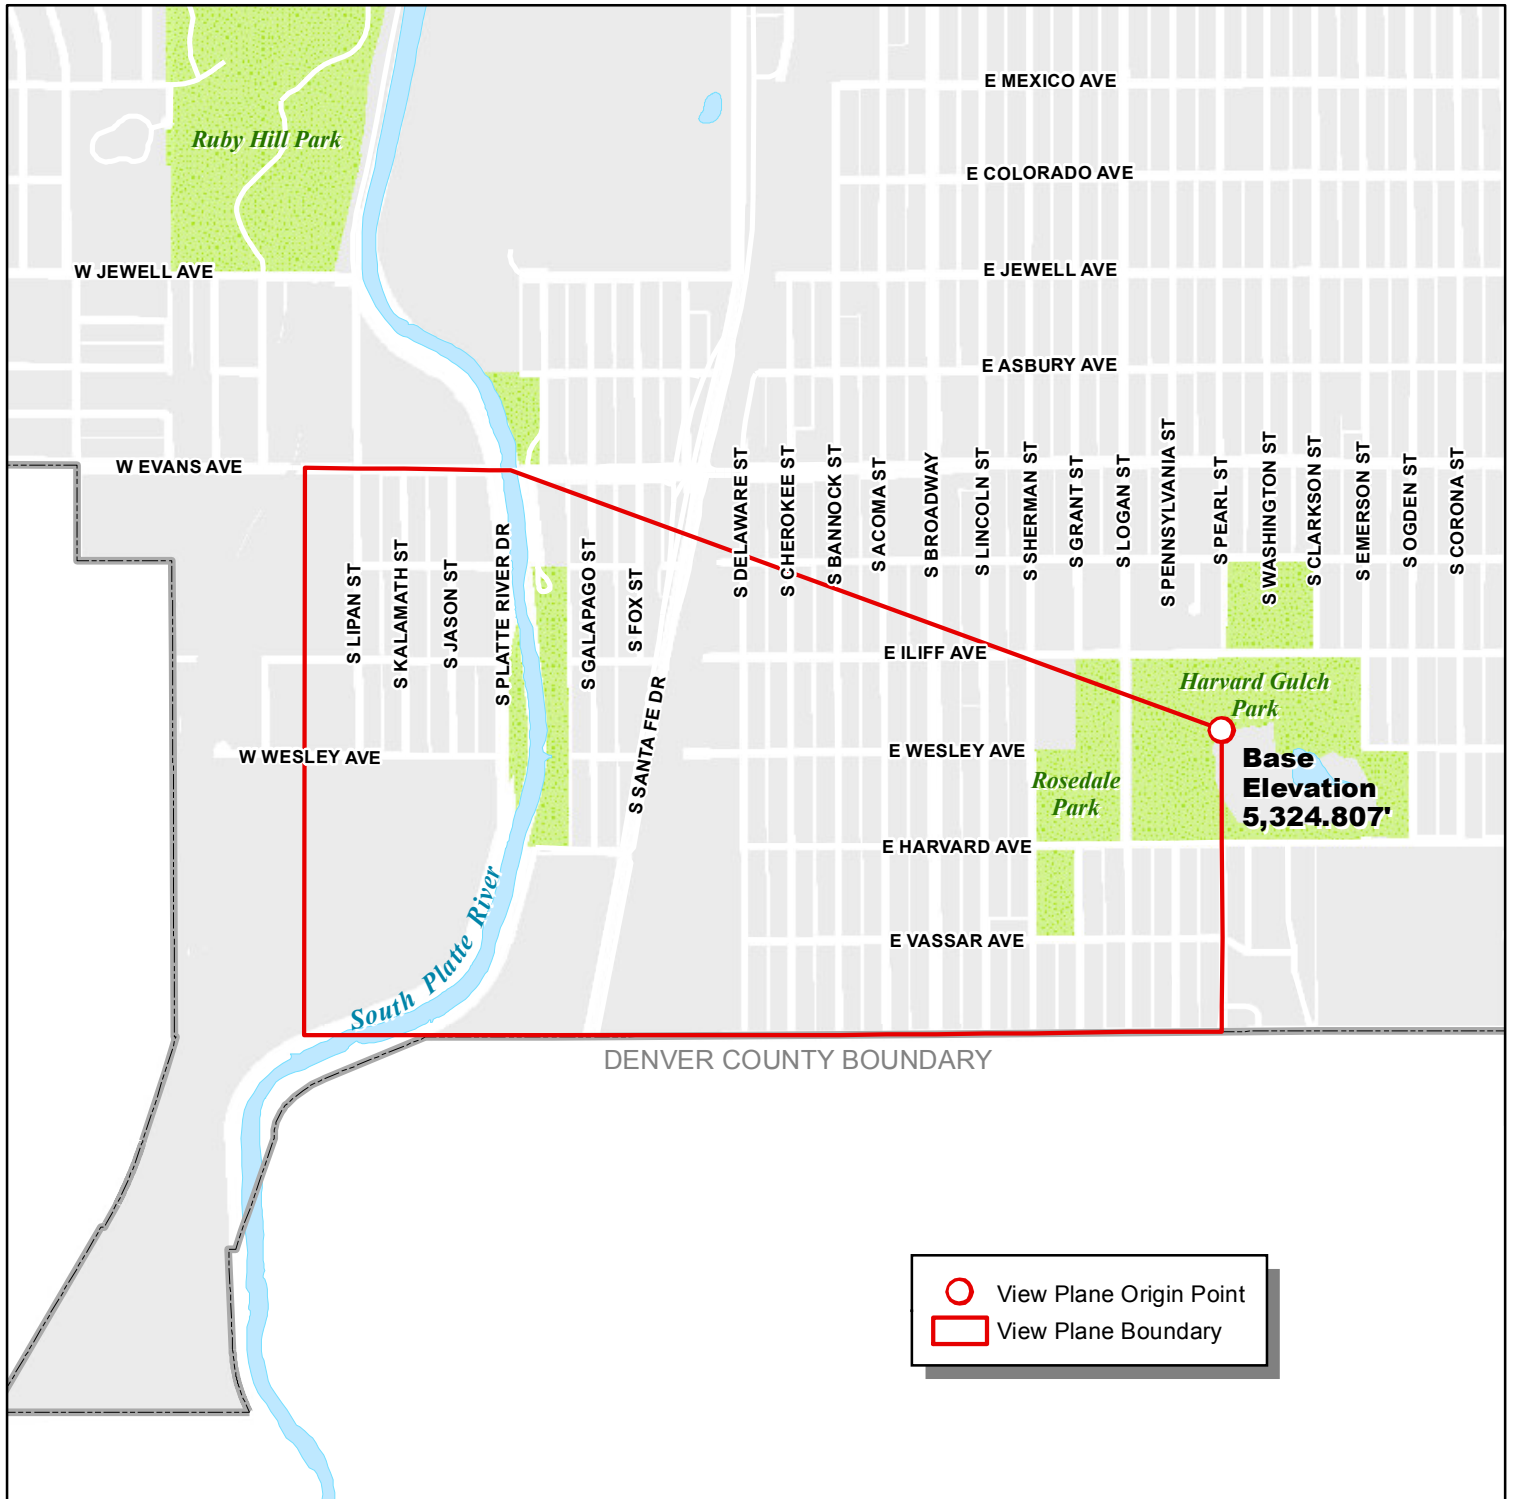 E MEXICO AVE
Ruby Hill Park
E COLORADO AVE
W JEWELL AVE
E JEWELL AVE
E ASBURY AVE
W EVANS AVE
S LIPAN ST
S KALAMATH ST
S JASON ST
S PLATTE RIVER DR
S GALAPAGO ST
S FOX ST
S SANTA FE DR
S DELAWARE ST
S CHEROKEE ST
S BANNOCK ST
S ACOMA ST
S BROADWAY
S LINCOLN ST
S SHERMAN ST
S GRANT ST
S LOGAN ST
S PENNSYLVANIA ST
S PEARL ST
S WASHINGTON ST
S CLARKSON ST
S EMERSON ST
S OGDEN ST
S CORONA ST
E ILIFF AVE
Harvard Gulch
Park
W WESLEY AVE
E WESLEY AVE
Base
Elevation
5,324.807'
Rosedale
Park
E HARVARD AVE
E VASSAR AVE
South Platte River
DENVER COUNTY BOUNDARY
View Plane Origin Point
View Plane Boundary